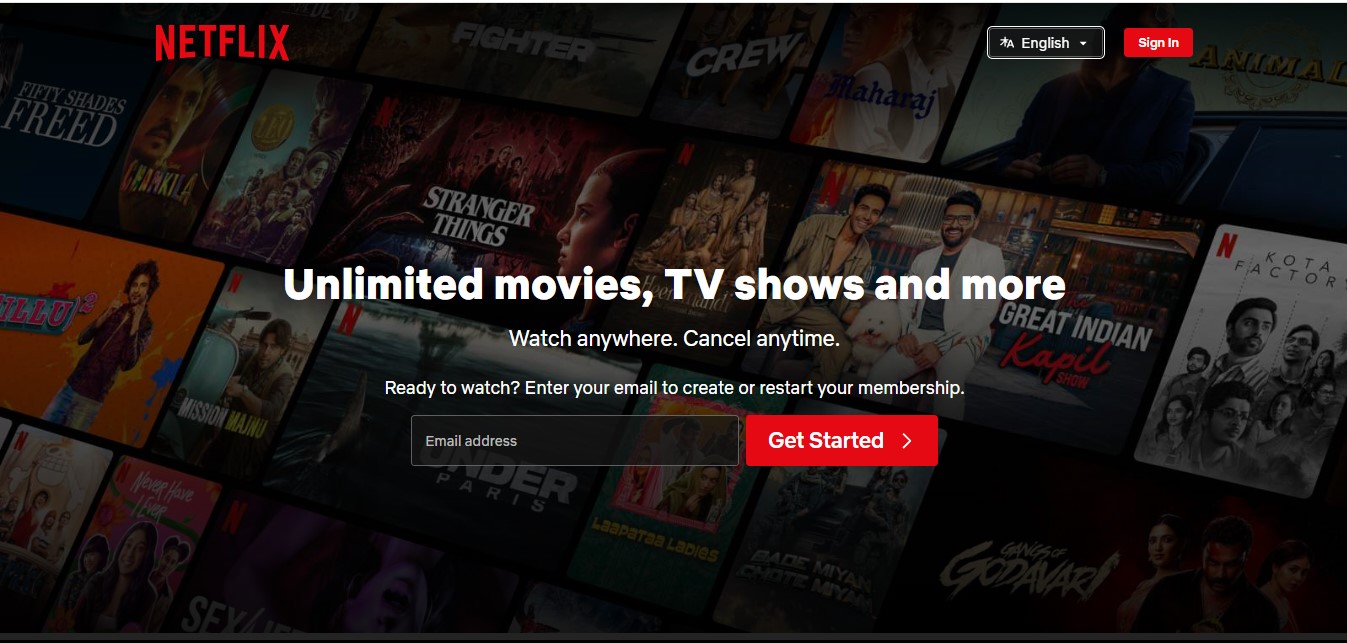 NETFLIX
English
Sign In
FIGHTER
CREW
Maharaj
ANIMAL
FIFTY SHADES
FREED
CHAMKILA
STRANGER
THINGS
KOTA
FACTORY
Unlimited movies, TV shows and more
GREAT INDIAN
Kapil
SHOW
Watch anywhere. Cancel anytime.
Ready to watch? Enter your email to create or restart your membership.
MISSION MAJNU
Email address
Get Started
UNDER
PARIS
Never Have
I Ever
LAAPATAA LADIES
BADE MIYAN
CHOTE MIYAN
GANGS OF
GODAVARI
SEX/LIFE